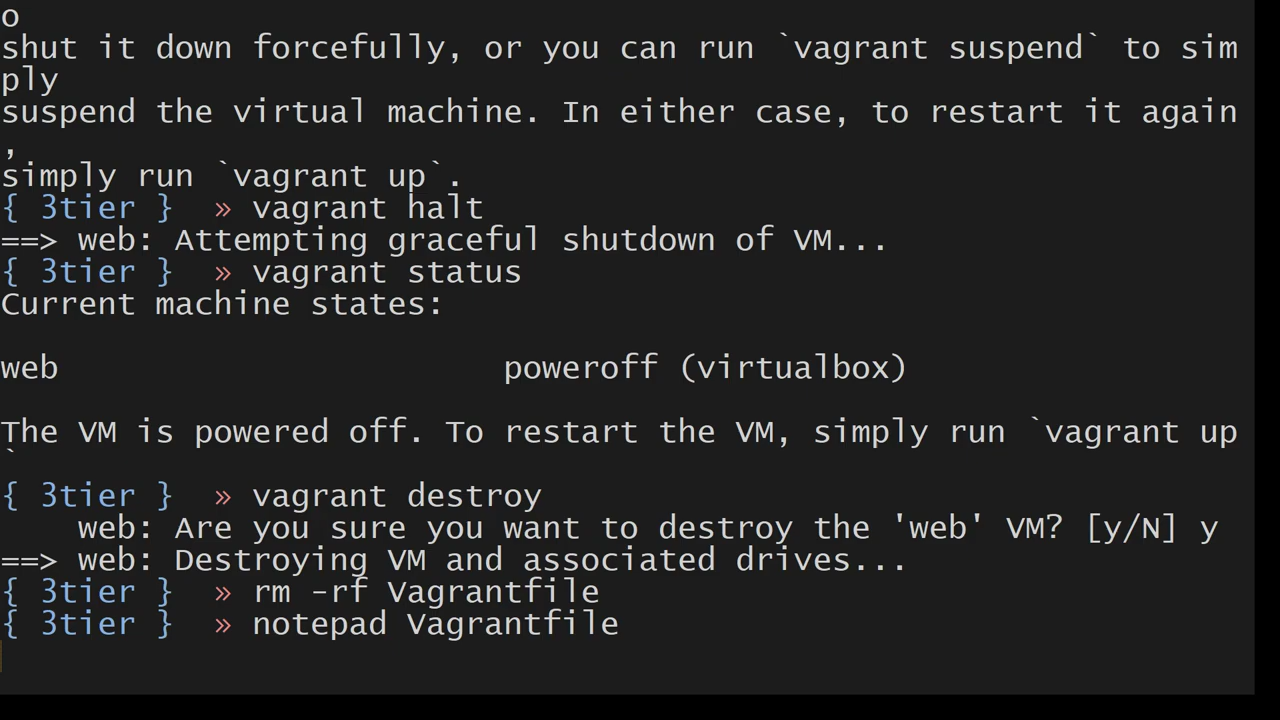 o
shut it down forcefully, or you can run `vagrant suspend` to sim
ply
suspend the virtual machine. In either case, to restart it again
,
simply run `vagrant up`.
{ 3tier } » vagrant halt
==> web: Attempting graceful shutdown of VM...
{ 3tier } » vagrant status
Current machine states:
web                       poweroff (virtualbox)
The VM is powered off. To restart the VM, simply run `vagrant up
`
{ 3tier } » vagrant destroy
    web: Are you sure you want to destroy the 'web' VM? [y/N] y
==> web: Destroying VM and associated drives...
{ 3tier } » rm -rf Vagrantfile
{ 3tier } » notepad Vagrantfile